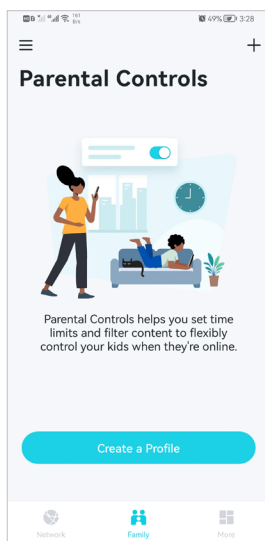 161
B/s
49% 3:28
Parental Controls
Parental Controls helps you set time
limits and filter content to flexibly
control your kids when they're online.
Create a Profile
Network Family More